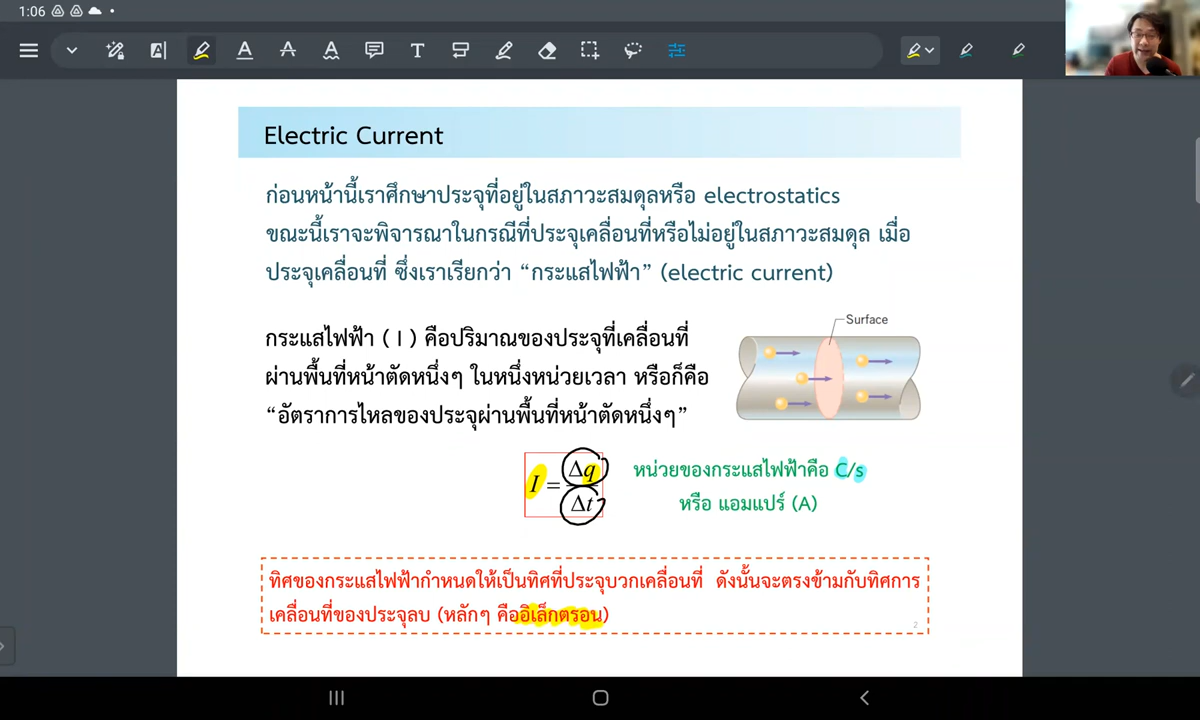 1:06
Electric Current
ก่อนหน้านี้เราศึกษาประจุที่อยู่ในสภาวะสมดุลหรือ electrostatics
ขณะนี้เราจะพิจารณาในกรณีที่ประจุเคลื่อนที่หรือไม่อยู่ในสภาวะสมดุล เมื่อ
ประจุเคลื่อนที่ ซึ่งเราเรียกว่า “กระแสไฟฟ้า” (electric current)
กระแสไฟฟ้า ( I ) คือปริมาณของประจุที่เคลื่อนที่
ผ่านพื้นที่หน้าตัดหนึ่งๆ ในหนึ่งหน่วยเวลา หรือก็คือ
“อัตราการไหลของประจุผ่านพื้นที่หน้าตัดหนึ่งๆ”
Surface
I = Δq / Δt
หน่วยของกระแสไฟฟ้าคือ C/s
หรือ แอมแปร์ (A)
ทิศของกระแสไฟฟ้ากำหนดให้เป็นทิศที่ประจุบวกเคลื่อนที่ ดังนั้นจะตรงข้ามกับทิศการ
เคลื่อนที่ของประจุลบ (หลักๆ คืออิเล็กตรอน)
2